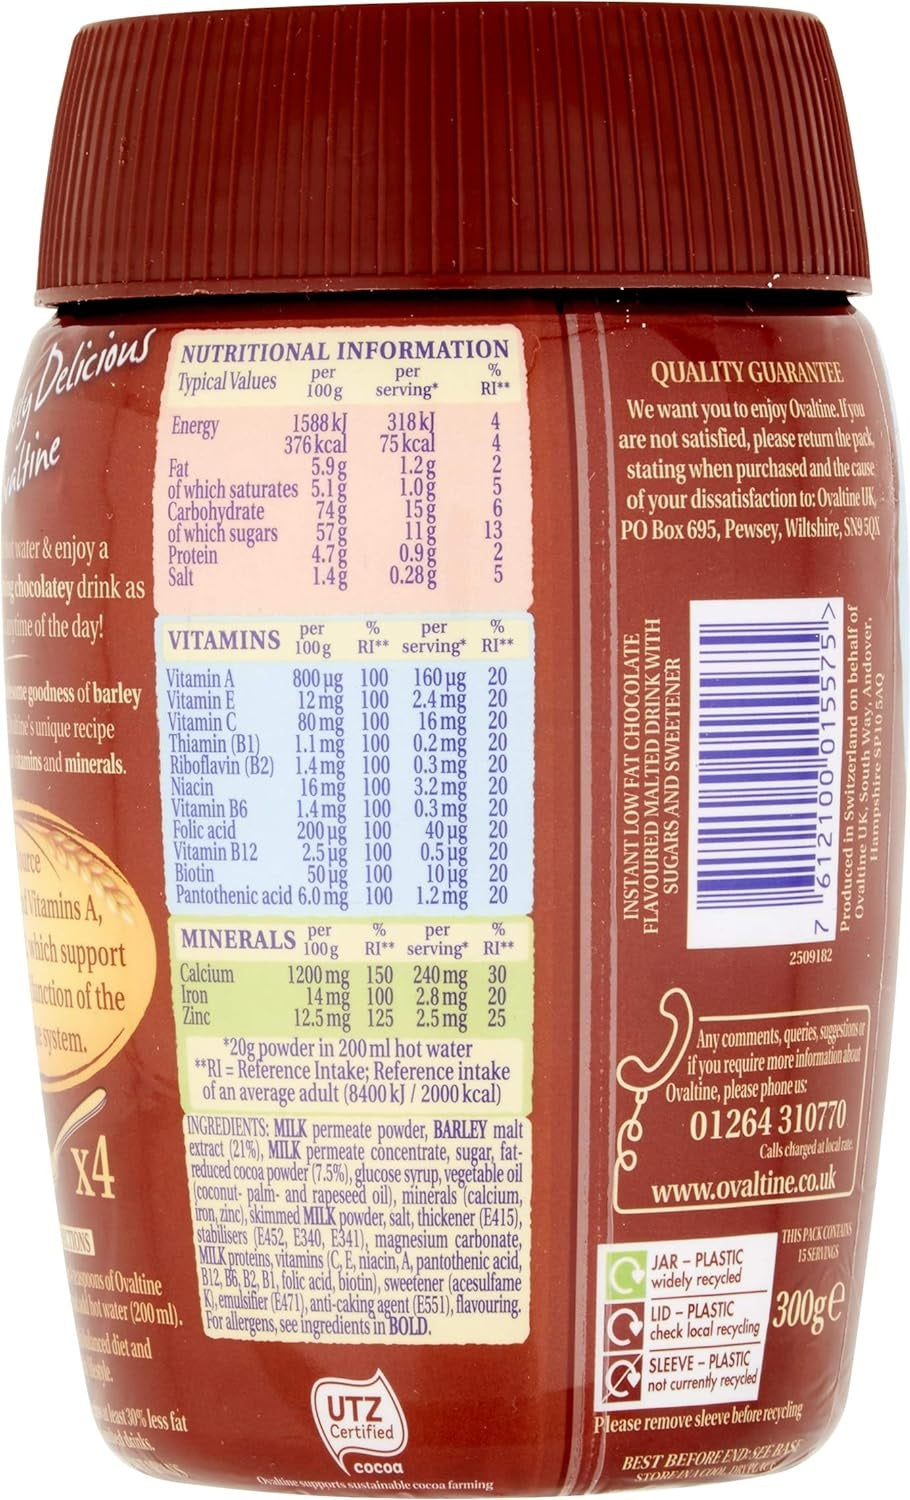 Delicious
water & enjoy a
chocolatey drink as
anytime of the day!
goodness of barley
unique recipe
vitamins and minerals.
Vitamins A,
which support
function of the
system.
x4
of Ovaltine
hot water (200 ml).
diet and
at least 30% less fat
drinks.
NUTRITIONAL INFORMATION
Typical Values per 100g per serving* % RI**
Energy 1588 kJ 318 kJ 4
376 kcal 75 kcal 4
Fat 5.9 g 1.2 g 2
of which saturates 5.1 g 1.0 g 5
Carbohydrate 74 g 15 g 6
of which sugars 57 g 11 g 13
Protein 4.7 g 0.9 g 2
Salt 1.4 g 0.28 g 5
VITAMINS per 100g % RI** per serving* % RI**
Vitamin A 800 µg 100 160 µg 20
Vitamin E 12 mg 100 2.4 mg 20
Vitamin C 80 mg 100 16 mg 20
Thiamin (B1) 1.1 mg 100 0.2 mg 20
Riboflavin (B2) 1.4 mg 100 0.3 mg 20
Niacin 16 mg 100 3.2 mg 20
Vitamin B6 1.4 mg 100 0.3 mg 20
Folic acid 200 µg 100 40 µg 20
Vitamin B12 2.5 µg 100 0.5 µg 20
Biotin 50 µg 100 10 µg 20
Pantothenic acid 6.0 mg 100 1.2 mg 20
MINERALS per 100g % RI** per serving* % RI**
Calcium 1200 mg 150 240 mg 30
Iron 14 mg 100 2.8 mg 20
Zinc 12.5 mg 125 2.5 mg 25
*20g powder in 200 ml hot water
**RI = Reference Intake; Reference intake
of an average adult (8400 kJ / 2000 kcal)
INGREDIENTS: MILK permeate powder, BARLEY malt
extract (21%), MILK permeate concentrate, sugar, fat-
reduced cocoa powder (7.5%), glucose syrup, vegetable oil
(coconut- palm- and rapeseed oil), minerals (calcium,
iron, zinc), skimmed MILK powder, salt, thickener (E415),
stabilisers (E452, E340, E341), magnesium carbonate,
MILK proteins, vitamins (C, E, niacin, A, pantothenic acid,
B12, B6, B2, B1, folic acid, biotin), sweetener (acesulfame
K), emulsifier (E471), anti-caking agent (E551), flavouring.
For allergens, see ingredients in BOLD.
UTZ
Certified
cocoa
Ovaltine supports sustainable cocoa farming
QUALITY GUARANTEE
We want you to enjoy Ovaltine. If you
are not satisfied, please return the pack,
stating when purchased and the cause
of your dissatisfaction to: Ovaltine UK,
PO Box 695, Pewsey, Wiltshire, SN9 5QX
INSTANT LOW FAT CHOCOLATE
FLAVOURED MALTED DRINK WITH
SUGARS AND SWEETENER
7 612100 015575 >
Produced in Switzerland on behalf of
Ovaltine UK, South Way, Andover,
Hampshire SP10 5AQ
2509182
Any comments, queries, suggestions or
if you require more information about
Ovaltine, please phone us:
01264 310770
Calls charged at local rate.
www.ovaltine.co.uk
THIS PACK CONTAINS
15 SERVINGS
300g e
JAR – PLASTIC
widely recycled
LID – PLASTIC
check local recycling
SLEEVE – PLASTIC
not currently recycled
Please remove sleeve before recycling
BEST BEFORE END: SEE BASE
STORE IN A COOL, DRY PLACE